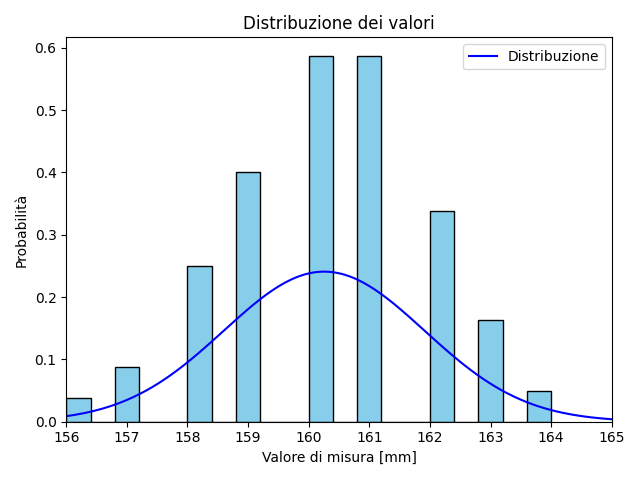 Distribuzione dei valori
Distribuzione
0.6
0.5
0.4
0.3
0.2
0.1
0.0
Probabilità
156 157 158 159 160 161 162 163 164 165
Valore di misura [mm]